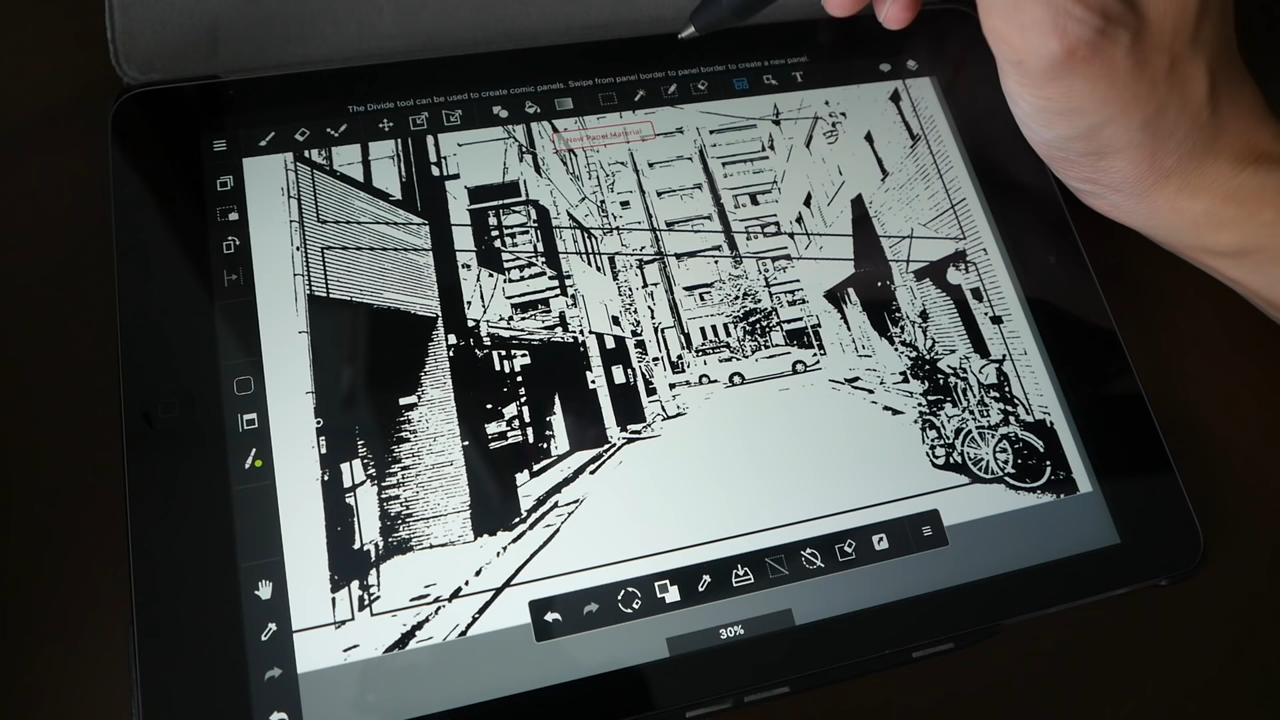 The Divide tool can be used to create comic panels. Swipe from panel border to panel border to create a new panel.
T
New Panel Material
30%